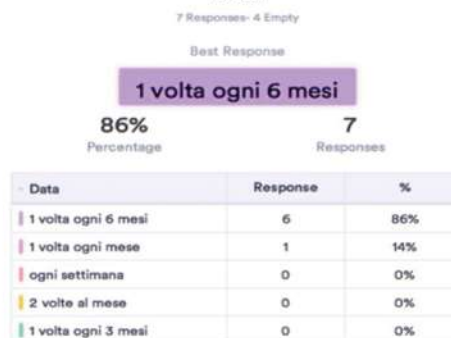 7 Responses- 4 Empty
Best Response
1 volta ogni 6 mesi
86% 7
Percentage Responses
Data Response %
1 volta ogni 6 mesi 6 86%
1 volta ogni mese 1 14%
ogni settimana 0 0%
2 volte al mese 0 0%
1 volta ogni 3 mesi 0 0%